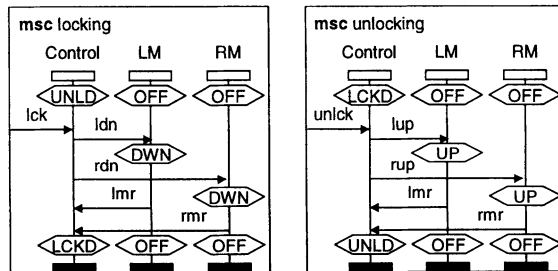 msc locking
Control LM RM
UNLD OFF OFF
lck
ldn
DWN
rdn
lmr
DWN
rmr
LCKD OFF OFF
msc unlocking
Control LM RM
LCKD OFF OFF
unlck
lup
UP
rup
lmr
UP
rmr
UNLD OFF OFF